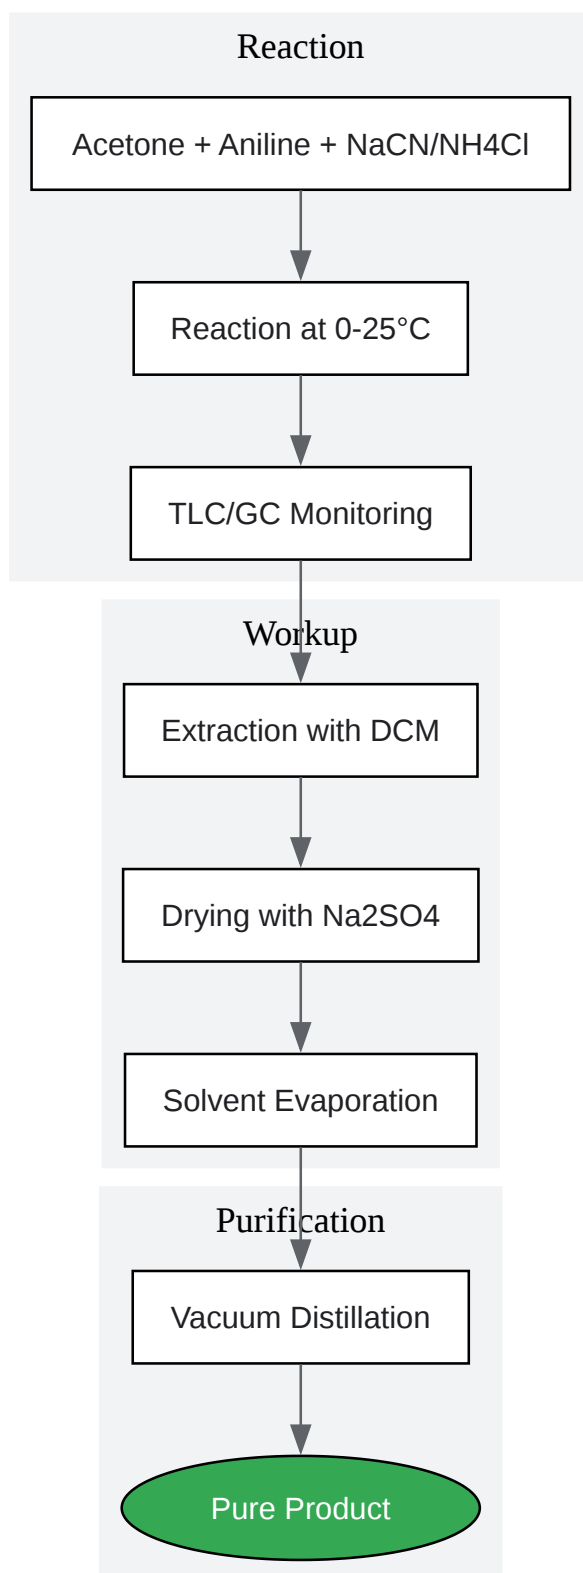 Reaction
Acetone + Aniline + NaCN/NH4Cl
Reaction at 0-25°C
TLC/GC Monitoring
Workup
Extraction with DCM
Drying with Na2SO4
Solvent Evaporation
Purification
Vacuum Distillation
Pure Product